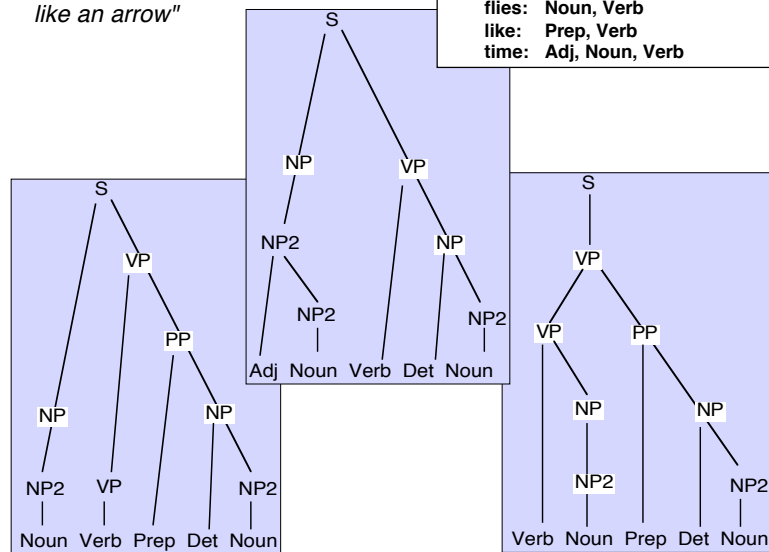 like an arrow"
flies: Noun, Verb
like: Prep, Verb
time: Adj, Noun, Verb
S
NP
VP
NP2
NP
NP2
NP2
Adj Noun Verb Det Noun
S
VP
PP
NP
NP
NP2
VP
NP2
Noun Verb Prep Det Noun
S
VP
VP
PP
NP
NP
NP2
NP2
Verb Noun Prep Det Noun